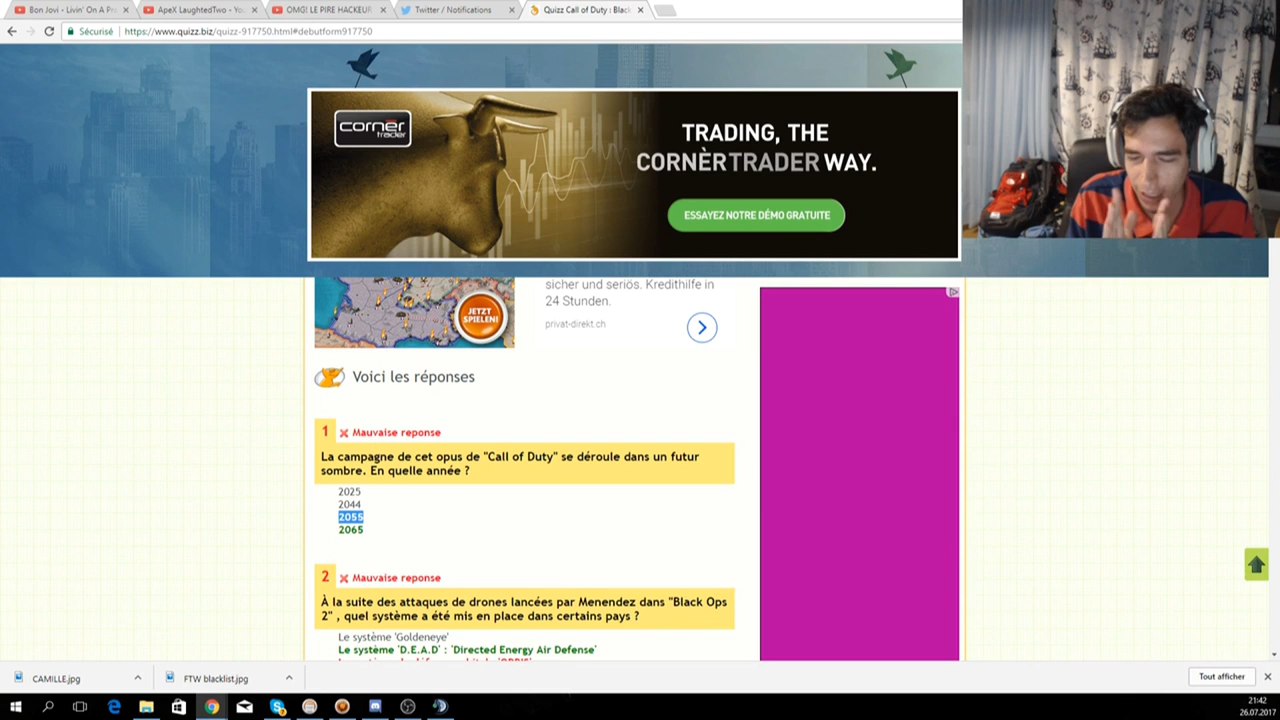 Bon Jovi - Livin' On A Pr
ApeX LaughtedTwo - You
OMG! LE PIRE HACKEUR
Twitter / Notifications
Quizz Call of Duty : Black
Sécurisé
https://www.quizz.biz/quizz-917750.html#debutform917750
cornèr
trader
TRADING, THE
CORNÈRTRADER WAY.
ESSAYEZ NOTRE DÉMO GRATUITE
JETZT
SPIELEN!
sicher und seriös. Kredithilfe in
24 Stunden.
privat-direkt.ch
Voici les réponses
1
Mauvaise reponse
La campagne de cet opus de "Call of Duty" se déroule dans un futur
sombre. En quelle année ?
2025
2044
2055
2065
2
Mauvaise reponse
À la suite des attaques de drones lancées par Menendez dans "Black Ops
2" , quel système a été mis en place dans certains pays ?
Le système 'Goldeneye'
Le système 'D.E.A.D' : 'Directed Energy Air Defense'
CAMILLE.jpg
FTW blacklist.jpg
Tout afficher
21:42
26.07.2017